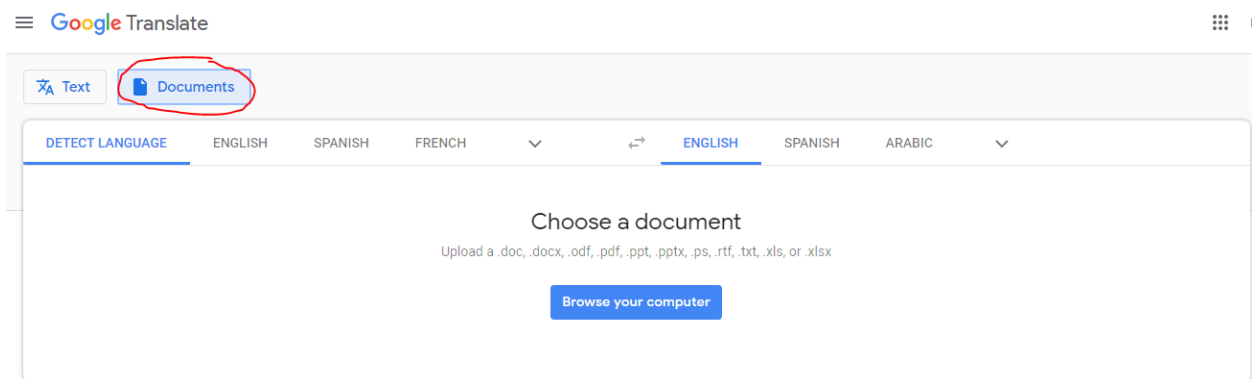 Google Translate
Text Documents
DETECT LANGUAGE ENGLISH SPANISH FRENCH ENGLISH SPANISH ARABIC
Choose a document
Upload a .doc, .docx, .odf, .pdf, .ppt, .pptx, .ps, .rtf, .txt, .xls, or .xlsx
Browse your computer